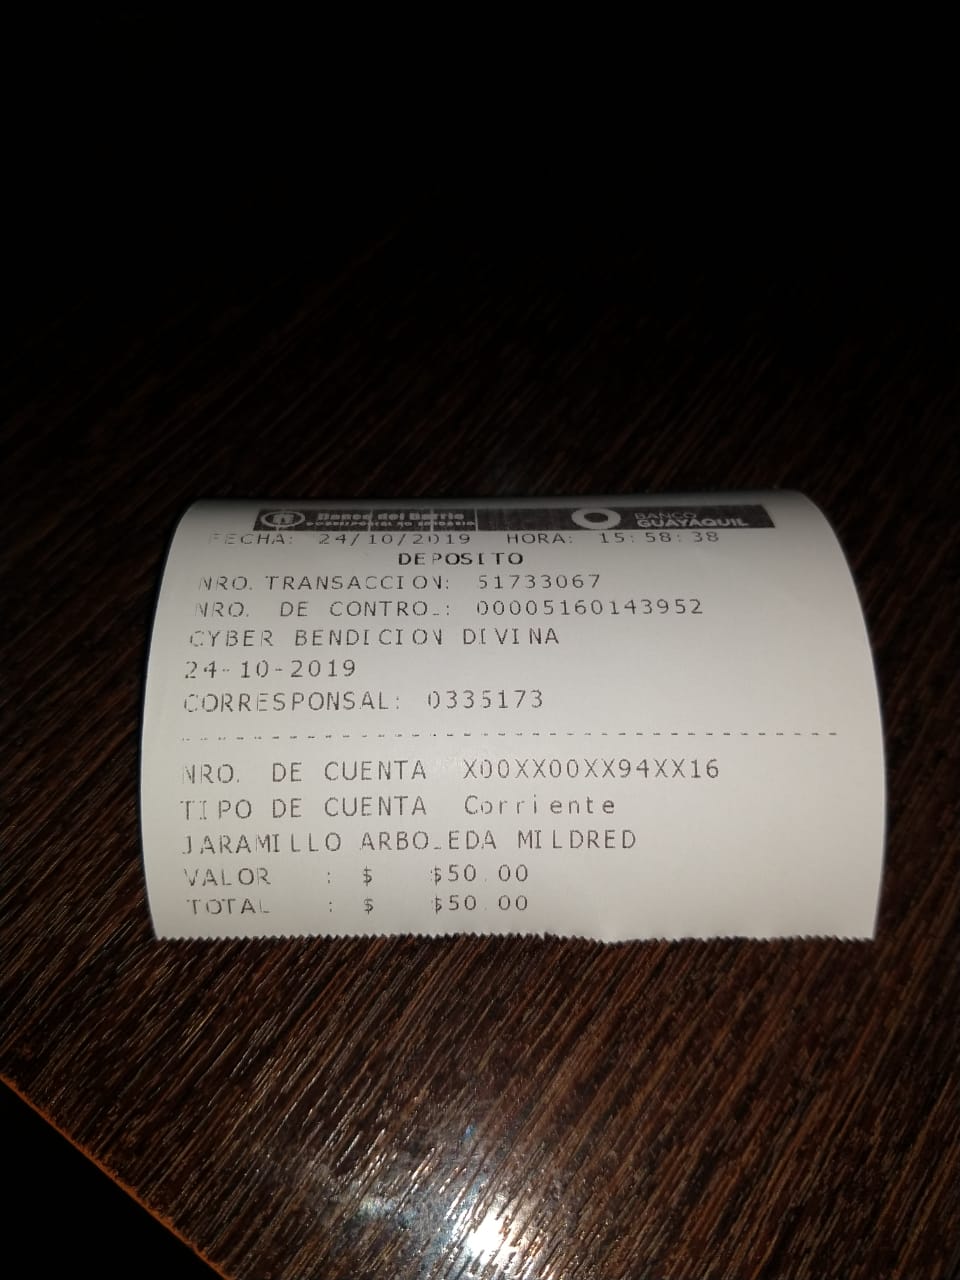 Banco del Barrio BANCO GUAYAQUIL
FECHA: 24/10/2019 HORA: 15:58:38
DEPOSITO
NRO. TRANSACCION: 51733067
NRO. DE CONTROL: 00005160143952
CYBER BENDICION DIVINA
24-10-2019
CORRESPONSAL: 0335173
NRO. DE CUENTA X00XX00XX94XX16
TIPO DE CUENTA Corriente
JARAMILLO ARBOLEDA MILDRED
VALOR : $ $50.00
TOTAL : $ $50.00